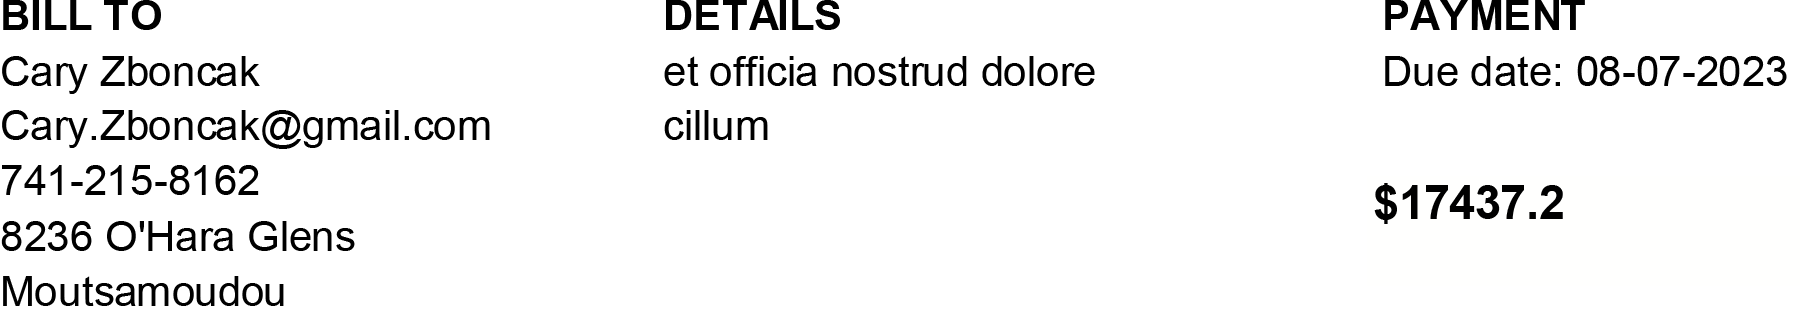 BILL TO
Cary Zboncak
Cary.Zboncak@gmail.com
741-215-8162
8236 O'Hara Glens
Moutsamoudou
DETAILS
et officia nostrud dolore
cillum
PAYMENT
Due date: 08-07-2023
$17437.2